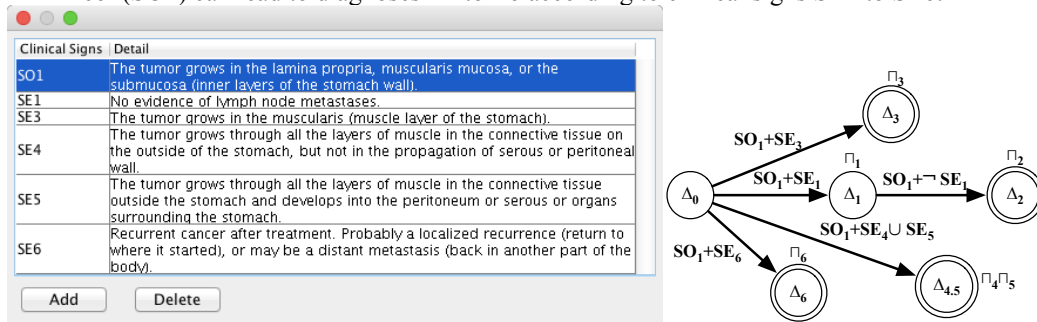 Clinical Signs Detail
SO1 The tumor grows in the lamina propria, muscularis mucosa, or the
submucosa (inner layers of the stomach wall).
SE1 No evidence of lymph node metastases.
SE3 The tumor grows in the muscularis (muscle layer of the stomach).
SE4 The tumor grows through all the layers of muscle in the connective tissue on
the outside of the stomach, but not in the propagation of serous or peritoneal
wall.
SE5 The tumor grows through all the layers of muscle in the connective tissue
outside the stomach and develops into the peritoneum or serous or organs
surrounding the stomach.
SE6 Recurrent cancer after treatment. Probably a localized recurrence (return to
where it started), or may be a distant metastasis (back in another part of the
body).
Add Delete
Π3
Δ3
SO1+SE3
Π1
Π2
SO1+SE1
SO1+¬ SE1
Δ0
Δ1
Δ2
SO1+SE4∪ SE5
SO1+SE6
Π6
Δ6
Δ4.5
Π4Π5